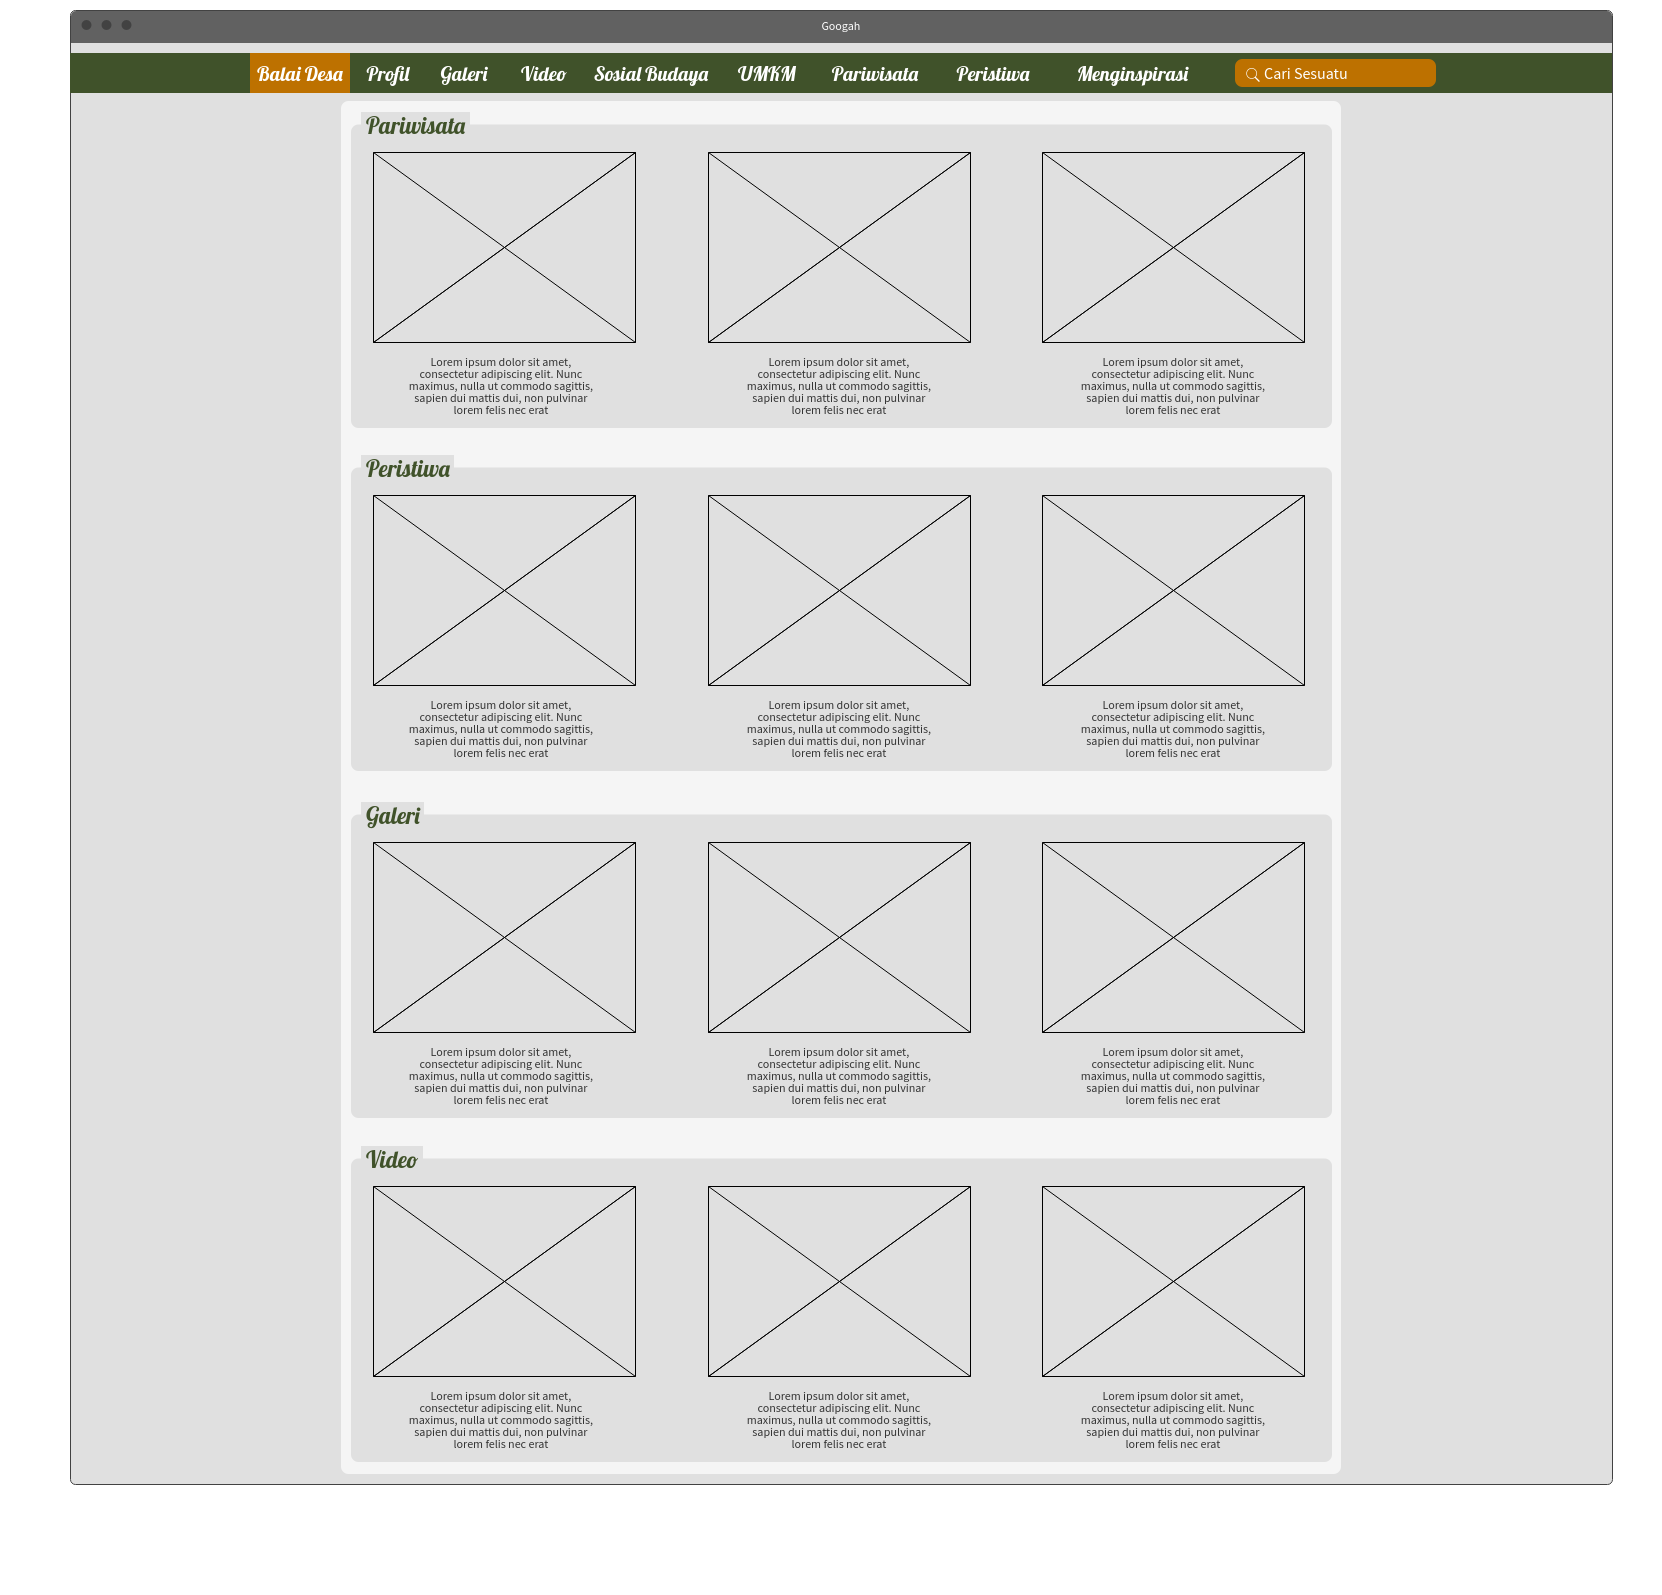 Googah
Balai Desa Profil Galeri Video Sosial Budaya UMKM Pariwisata Peristiwa Menginspirasi Cari Sesuatu
Pariwisata
Lorem ipsum dolor sit amet,
consectetur adipiscing elit. Nunc
maximus, nulla ut commodo sagittis,
sapien dui mattis dui, non pulvinar
lorem felis nec erat
Lorem ipsum dolor sit amet,
consectetur adipiscing elit. Nunc
maximus, nulla ut commodo sagittis,
sapien dui mattis dui, non pulvinar
lorem felis nec erat
Lorem ipsum dolor sit amet,
consectetur adipiscing elit. Nunc
maximus, nulla ut commodo sagittis,
sapien dui mattis dui, non pulvinar
lorem felis nec erat
Peristiwa
Lorem ipsum dolor sit amet,
consectetur adipiscing elit. Nunc
maximus, nulla ut commodo sagittis,
sapien dui mattis dui, non pulvinar
lorem felis nec erat
Lorem ipsum dolor sit amet,
consectetur adipiscing elit. Nunc
maximus, nulla ut commodo sagittis,
sapien dui mattis dui, non pulvinar
lorem felis nec erat
Lorem ipsum dolor sit amet,
consectetur adipiscing elit. Nunc
maximus, nulla ut commodo sagittis,
sapien dui mattis dui, non pulvinar
lorem felis nec erat
Galeri
Lorem ipsum dolor sit amet,
consectetur adipiscing elit. Nunc
maximus, nulla ut commodo sagittis,
sapien dui mattis dui, non pulvinar
lorem felis nec erat
Lorem ipsum dolor sit amet,
consectetur adipiscing elit. Nunc
maximus, nulla ut commodo sagittis,
sapien dui mattis dui, non pulvinar
lorem felis nec erat
Lorem ipsum dolor sit amet,
consectetur adipiscing elit. Nunc
maximus, nulla ut commodo sagittis,
sapien dui mattis dui, non pulvinar
lorem felis nec erat
Video
Lorem ipsum dolor sit amet,
consectetur adipiscing elit. Nunc
maximus, nulla ut commodo sagittis,
sapien dui mattis dui, non pulvinar
lorem felis nec erat
Lorem ipsum dolor sit amet,
consectetur adipiscing elit. Nunc
maximus, nulla ut commodo sagittis,
sapien dui mattis dui, non pulvinar
lorem felis nec erat
Lorem ipsum dolor sit amet,
consectetur adipiscing elit. Nunc
maximus, nulla ut commodo sagittis,
sapien dui mattis dui, non pulvinar
lorem felis nec erat